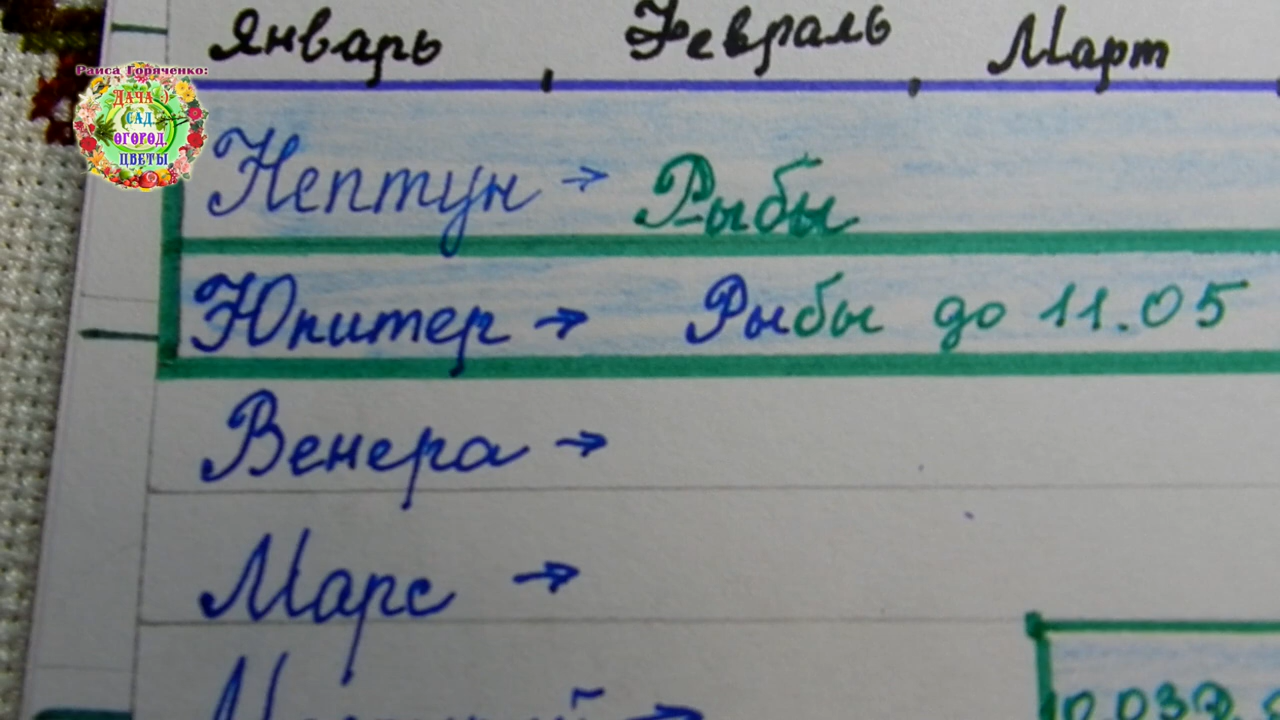 Январь Февраль Март
Раиса Горяченко:
Дача :)
сад
огород.
цветы
Нептун → Рыбы
Юпитер → Рыбы до 11.05
Венера →
Марс →
→